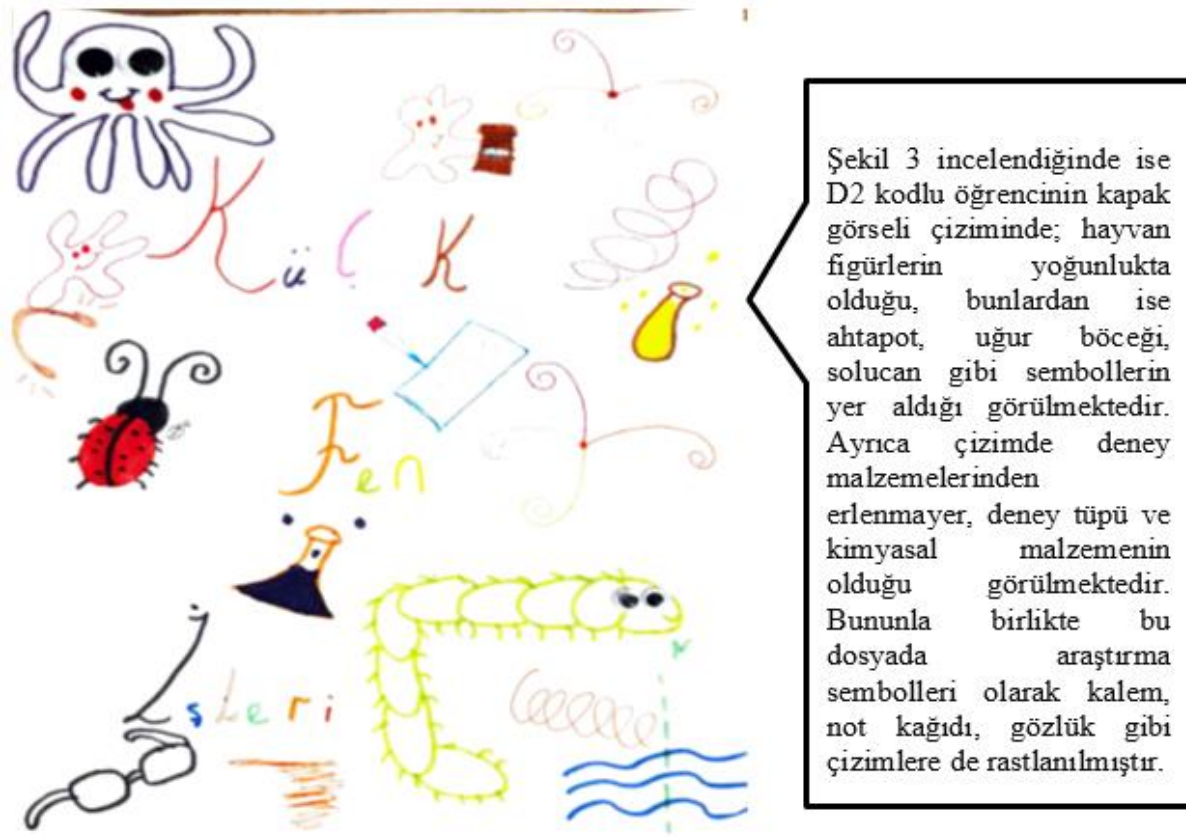 Küç K
Fen
İşleri
Şekil 3 incelendiğinde ise
D2 kodlu öğrencinin kapak
görseli çiziminde; hayvan
figürlerin yoğunlukta
olduğu, bunlardan ise
ahtapot, uğur böceği,
solucan gibi sembollerin
yer aldığı görülmektedir.
Ayrıca çizimde deney
malzemelerinden
erlenmayer, deney tüpü ve
kimyasal malzemenin
olduğu görülmektedir.
Bununla birlikte bu
dosyada araştırma
sembolleri olarak kalem,
not kağıdı, gözlük gibi
çizimlere de rastlanılmıştır.